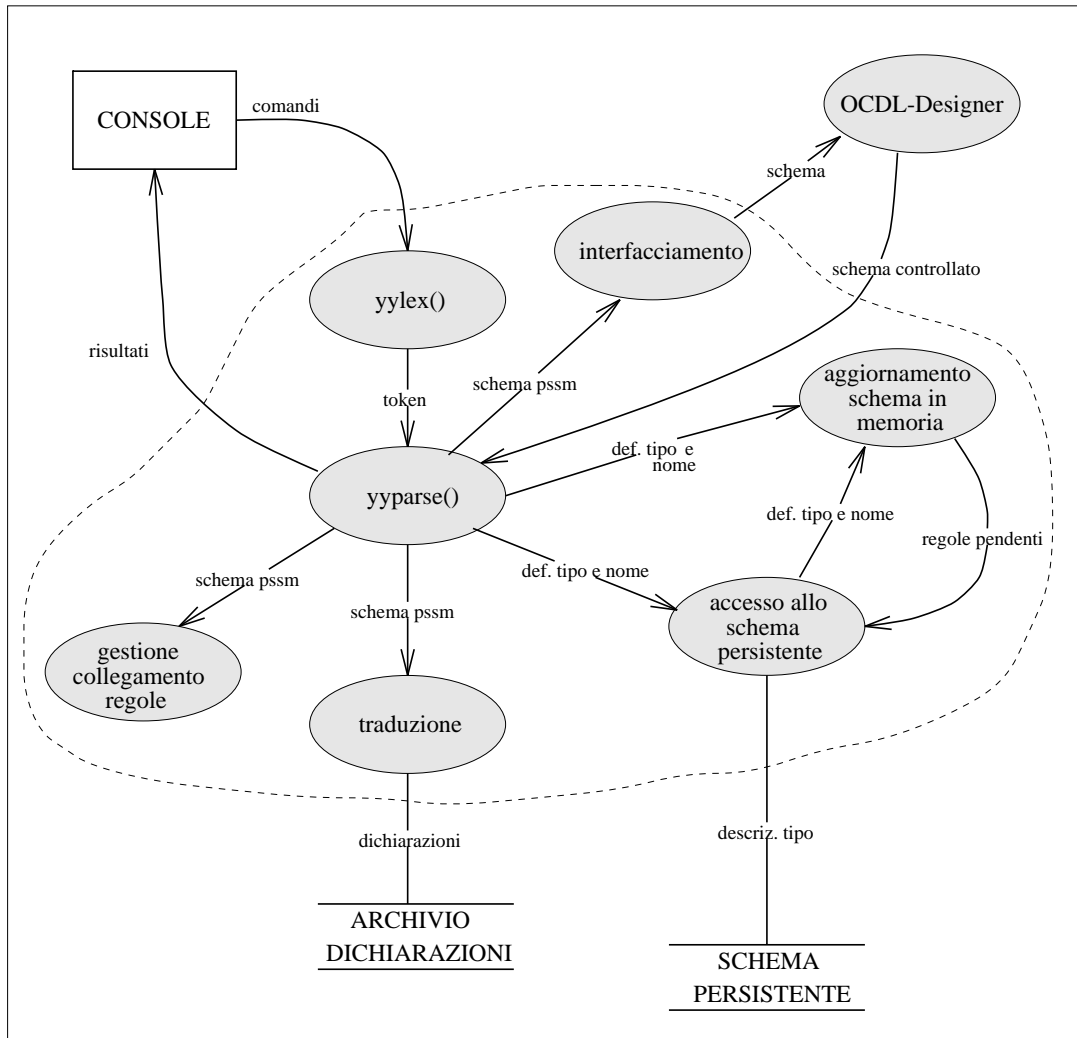 comandi
CONSOLE
OCDL-Designer
schema
interfacciamento
schema controllato
yylex()
risultati
schema pssm
token
aggiornamento
schema in
memoria
def. tipo e
nome
yyparse()
def. tipo e nome
regole pendenti
schema pssm
def. tipo e nome
schema pssm
accesso allo
schema
persistente
gestione
collegamento
regole
traduzione
dichiarazioni
descriz. tipo
ARCHIVIO
DICHIARAZIONI
SCHEMA
PERSISTENTE